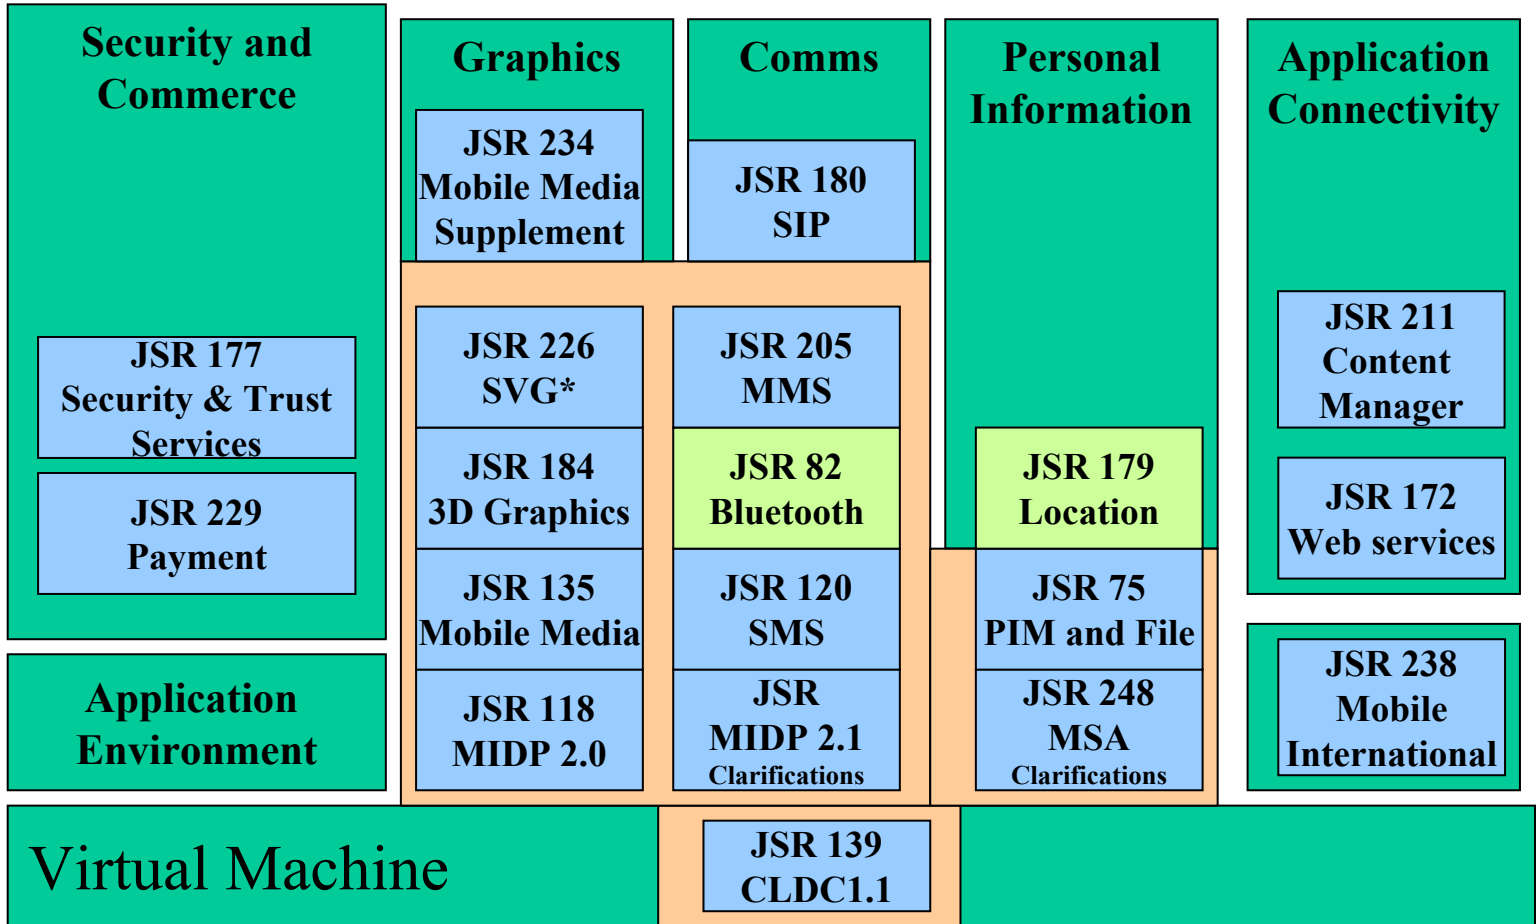 Security and
Commerce
JSR 177
Security & Trust
Services
JSR 229
Payment
Application
Environment
Graphics
JSR 234
Mobile Media
Supplement
JSR 226
SVG*
JSR 184
3D Graphics
JSR 135
Mobile Media
JSR 118
MIDP 2.0
Comms
JSR 180
SIP
JSR 205
MMS
JSR 82
Bluetooth
JSR 120
SMS
JSR
MIDP 2.1
Clarifications
Personal
Information
JSR 179
Location
JSR 75
PIM and File
JSR 248
MSA
Clarifications
Application
Connectivity
JSR 211
Content
Manager
JSR 172
Web services
JSR 238
Mobile
International
Virtual Machine
JSR 139
CLDC1.1